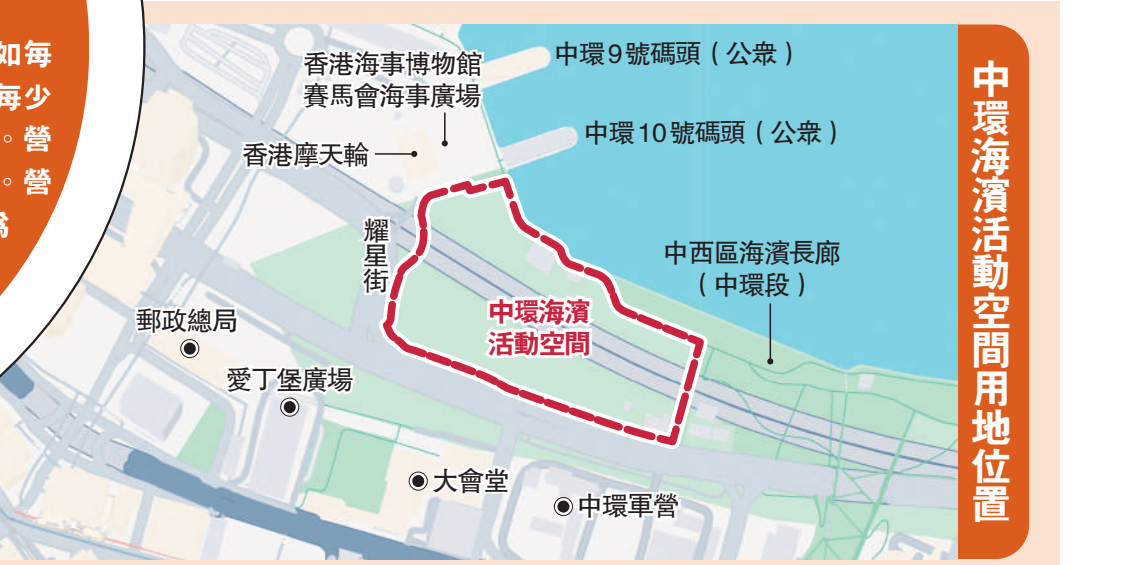 如每
每少
。營
。營
香港海事博物館
賽馬會海事廣場
中環9號碼頭（公衆）
中環10號碼頭（公衆）
香港摩天輪
耀星街
中西區海濱長廊
（中環段）
中環海濱
活動空間
郵政總局
愛丁堡廣場
大會堂
中環軍營
中環海濱活動空間用地位置